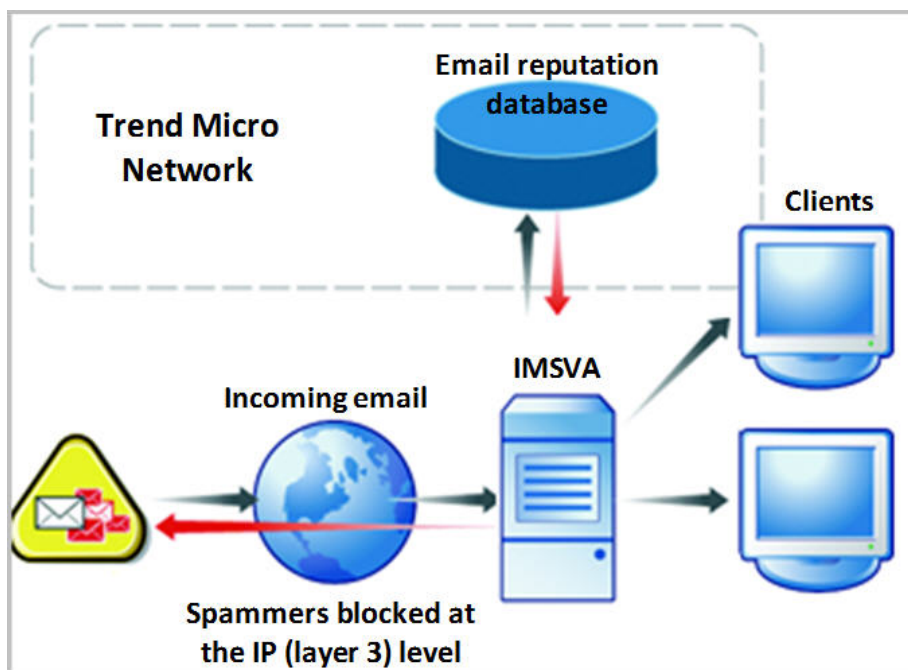 Email reputation
database
Trend Micro
Network
Clients
IMSVA
Incoming email
Spammers blocked at
the IP (layer 3) level